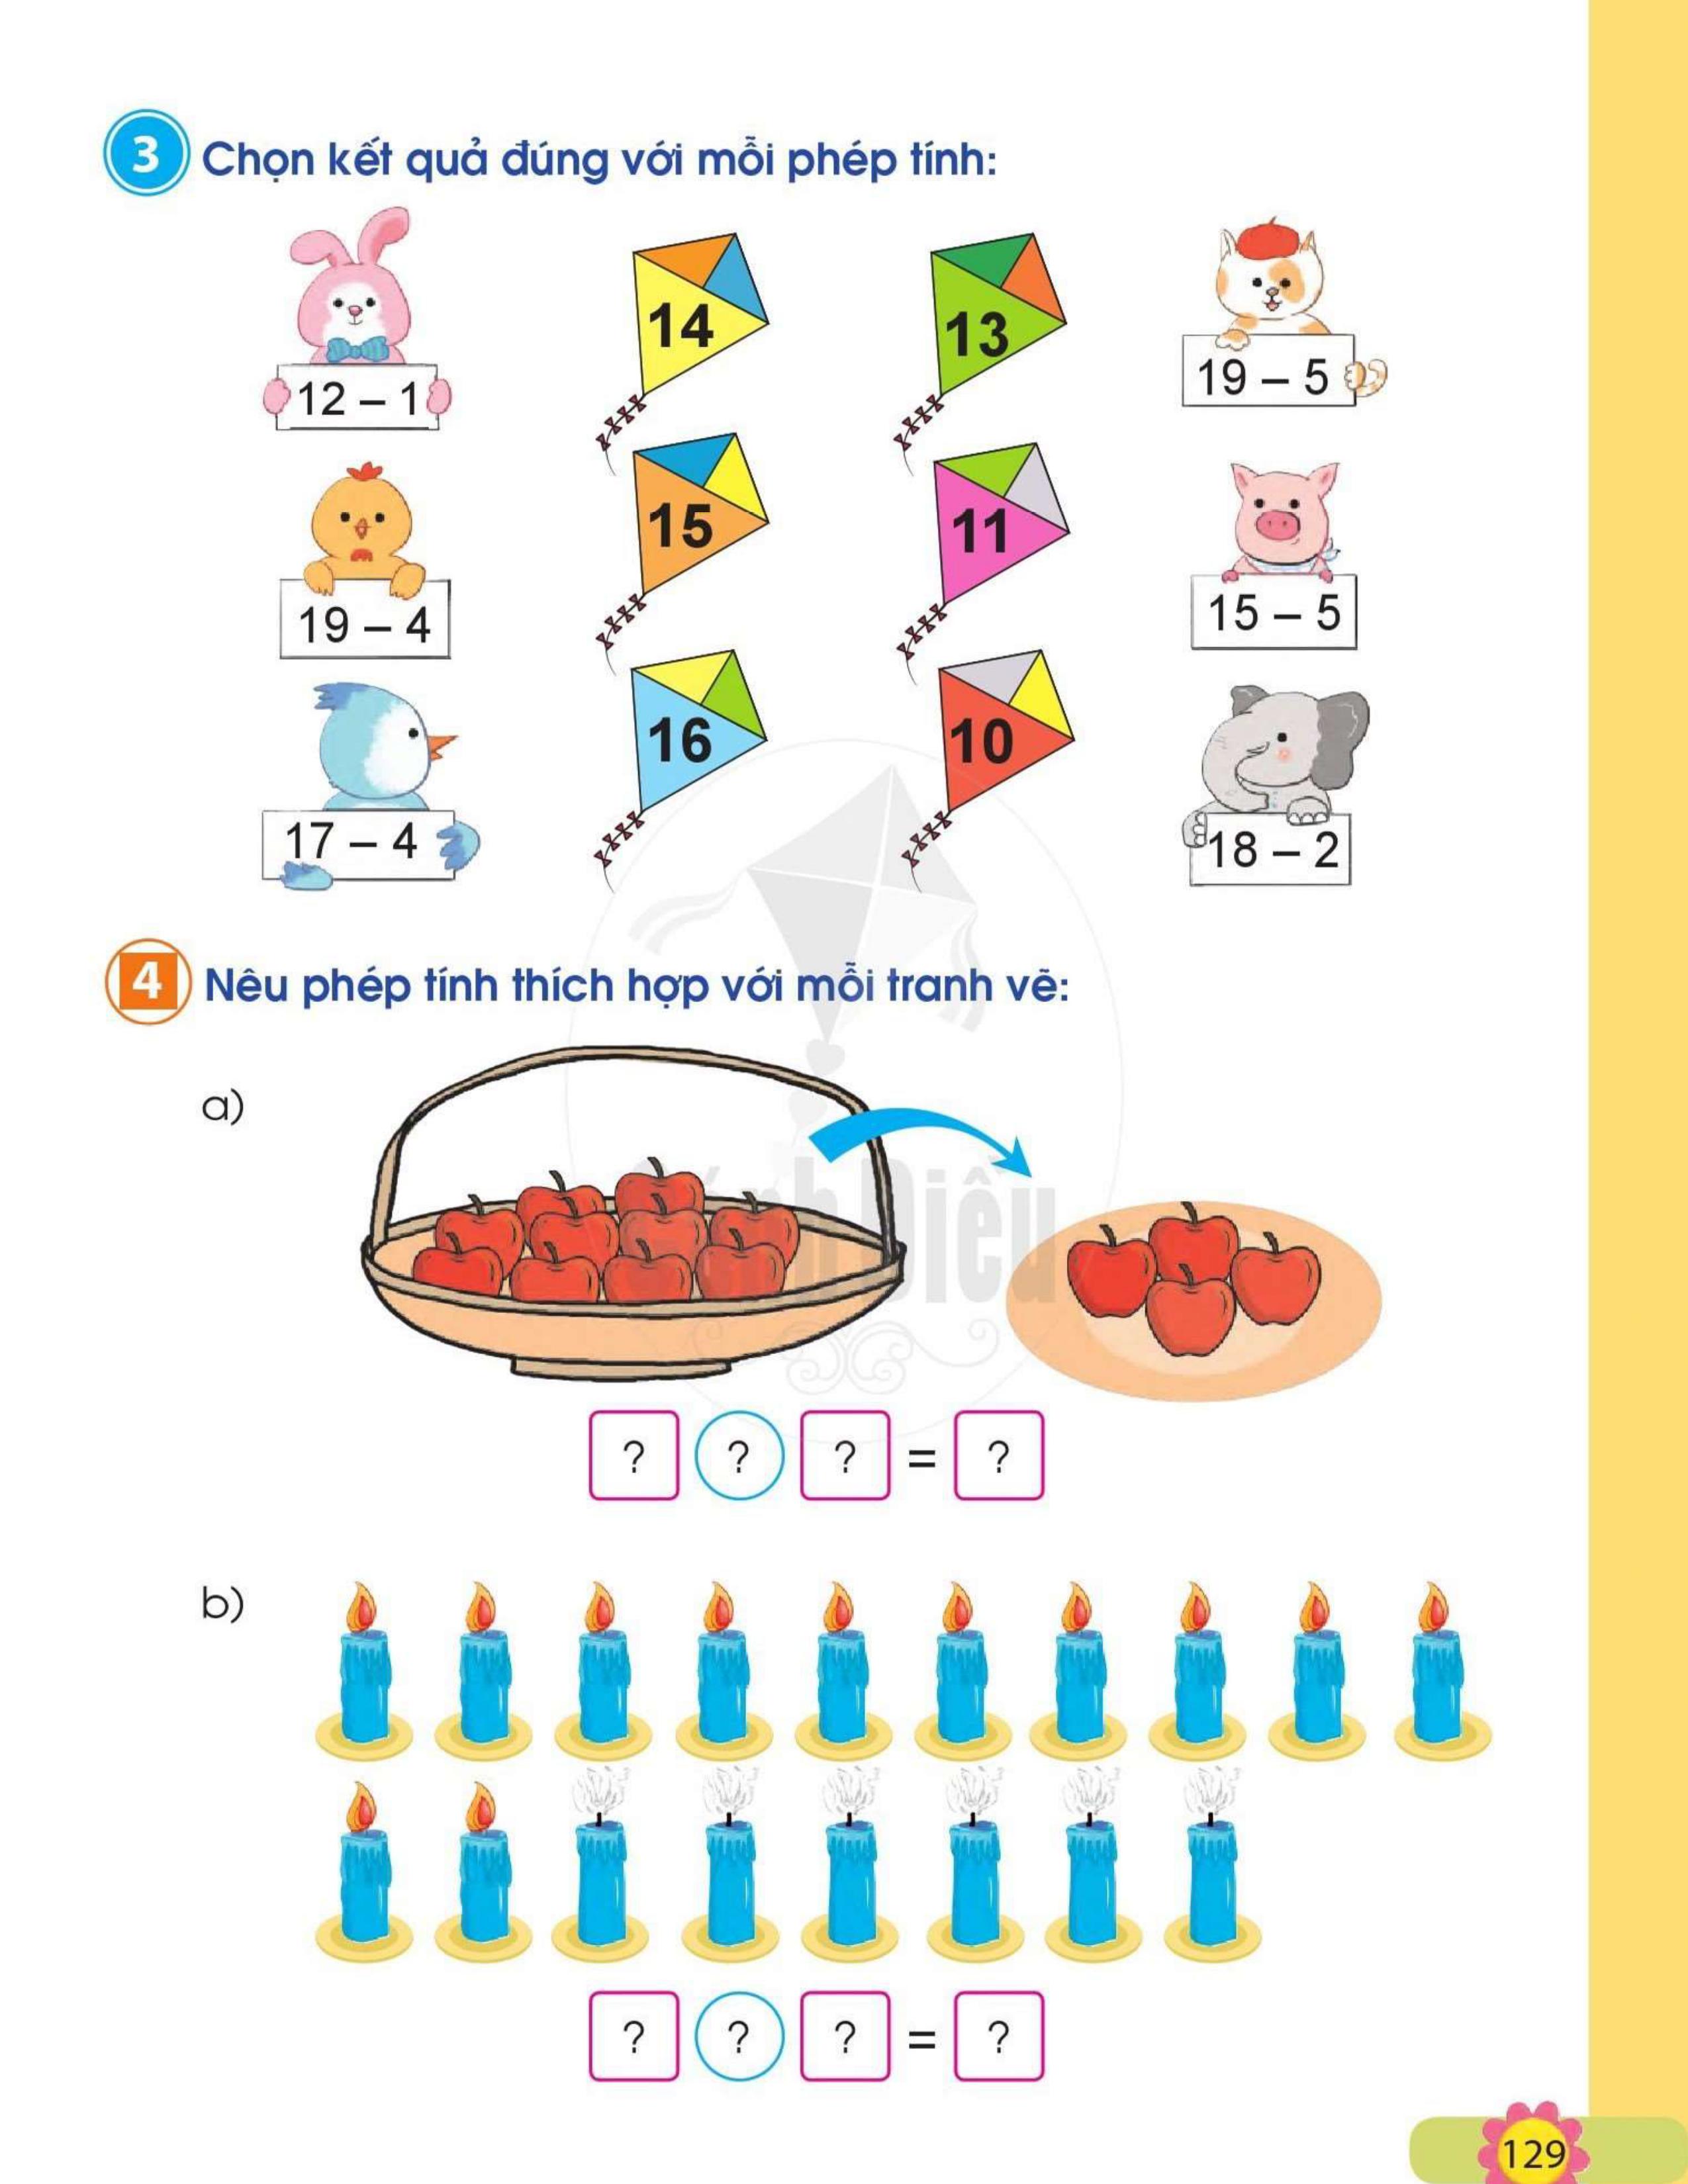 3 Chọn kết quả đúng với mỗi phép tính:
12 – 1
14
13
19 – 5
19 – 4
15
11
15 – 5
17 – 4
16
10
18 – 2
4 Nêu phép tính thích hợp với mỗi tranh vẽ:
a)
Cánh Diều
? ? ? = ?
b)
? ? ? = ?
129